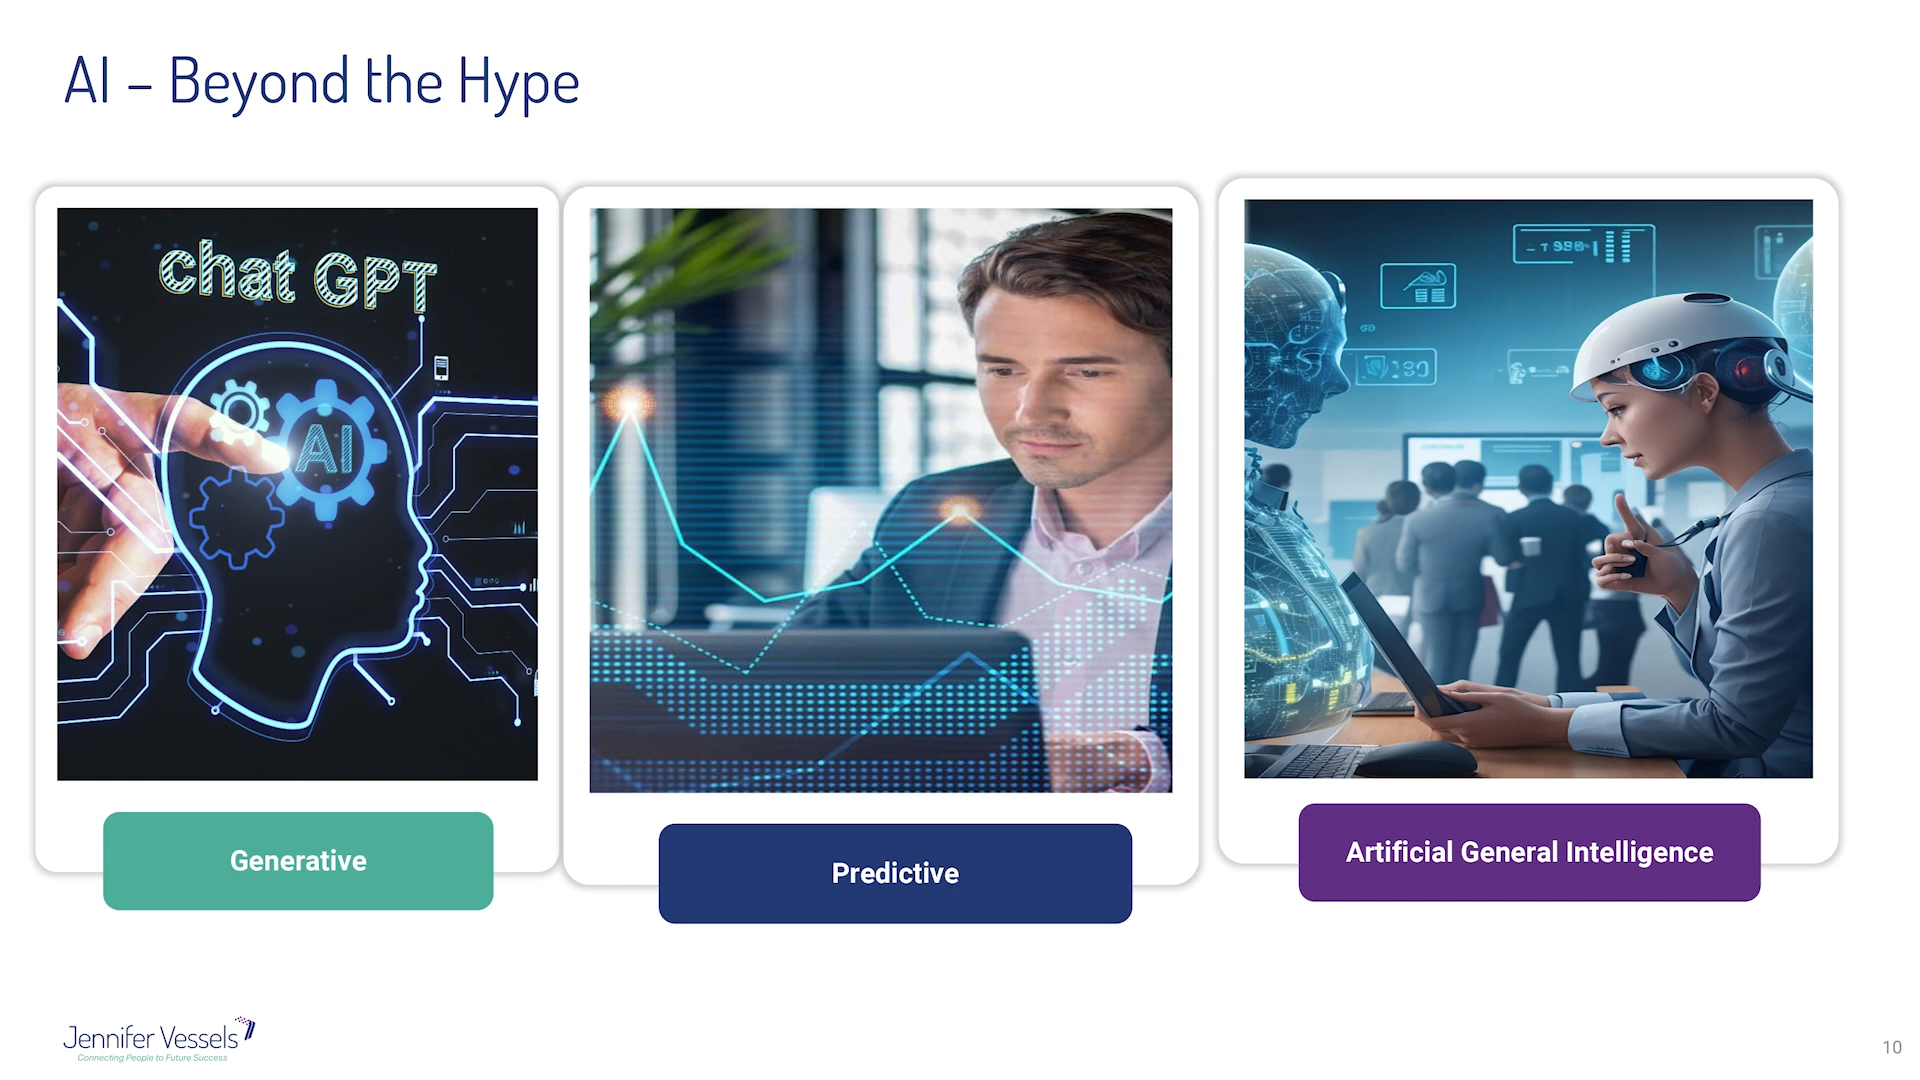 AI – Beyond the Hype
chat GPT
AI
Generative
Predictive
Artificial General Intelligence
Jennifer Vessels
Connecting People to Future Success
10